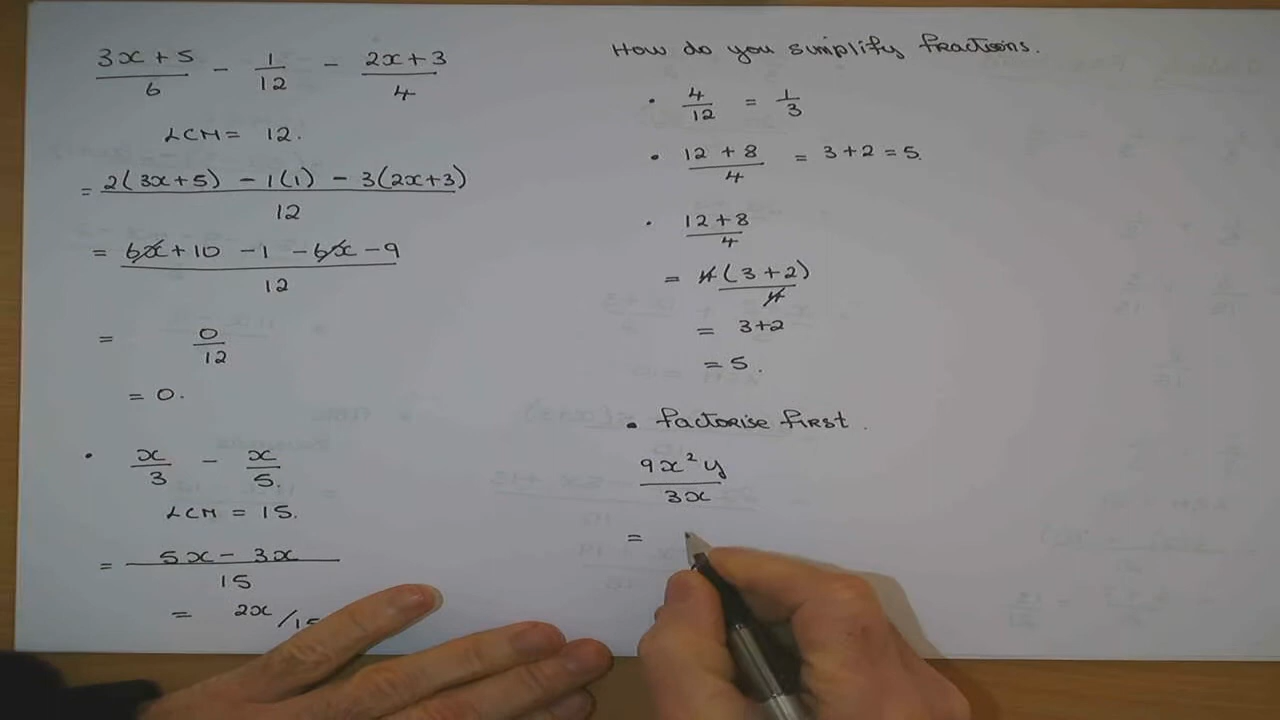 3x + 5/6 - 1/12 - 2x + 3/4
LCM = 12.
= 2(3x+5) - 1(1) - 3(2x+3)/12
= 6x + 10 - 1 - 6x - 9/12
= 0/12
= 0.
• x/3 - x/5.
LCM = 15.
= 5x - 3x/15
= 2x/15
How do you simplify fractions.
• 4/12 = 1/3
• 12 + 8/4 = 3 + 2 = 5.
• 12 + 8/4
= 4(3 + 2)/4
= 3+2
= 5.
• factorise first.
9x² y/3x
=